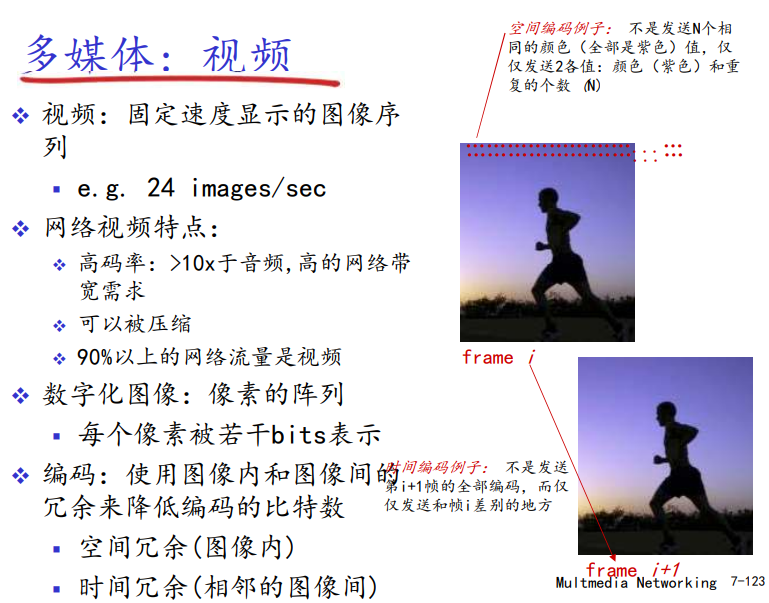 多媒体：视频
视频：固定速度显示的图像序
列
e.g. 24 images/sec
网络视频特点：
高码率：>10x于音频,高的网络带
宽需求
可以被压缩
90%以上的网络流量是视频
数字化图像：像素的阵列
每个像素被若干bits表示
编码：使用图像内和图像间的
冗余来降低编码的比特数
空间冗余(图像内)
时间冗余(相邻的图像间)
空间编码例子： 不是发送N个相
同的颜色（全部是紫色）值，仅
仅发送2各值：颜色（紫色）和重
复的个数 (N)
frame i
时间编码例子： 不是发送
第i+1帧的全部编码，而仅
仅发送和帧i差别的地方
frame i+1
Multmedia Networking 7-123